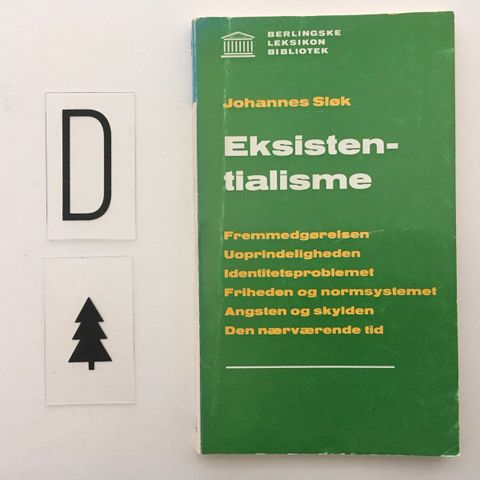 D
BERLINGSKE
LEKSIKON
BIBLIOTEK
Johannes Sløk
Eksisten-
tialisme
Fremmedgørelsen
Uoprindeligheden
Identitetsproblemet
Friheden og normsystemet
Angsten og skylden
Den nærværende tid